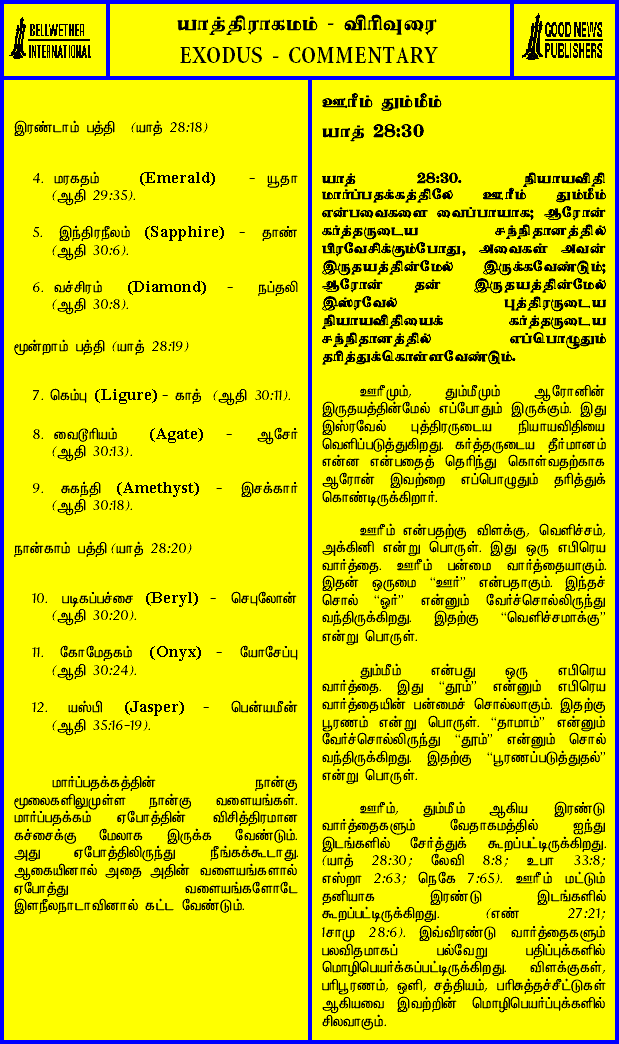 BELLWETHER
INTERNATIONAL
யாத்திராகமம் - விரிவுரை
EXODUS - COMMENTARY
GOOD NEWS
PUBLISHERS
இரண்டாம் பத்தி (யாத் 28:18)
4. மரகதம் (Emerald) - யூதா
(ஆதி 29:35).
5. இந்திரநீலம் (Sapphire) - தாண்
(ஆதி 30:6).
6. வச்சிரம் (Diamond) - நப்தலி
(ஆதி 30:8).
மூன்றாம் பத்தி (யாத் 28:19)
7. கெம்பு (Ligure) - காத் (ஆதி 30:11).
8. வைடூரியம் (Agate) - ஆசேர்
(ஆதி 30:13).
9. சுகந்தி (Amethyst) - இசக்கார்
(ஆதி 30:18).
நான்காம் பத்தி (யாத் 28:20)
10. படிகப்பச்சை (Beryl) - செபுலோன்
(ஆதி 30:20).
11. கோமேதகம் (Onyx) - யோசேப்பு
(ஆதி 30:24).
12. யஸ்பி (Jasper) - பென்யமீன்
(ஆதி 35:16-19).
மார்ப்பதக்கத்தின் நான்கு
மூலைகளிலுமுள்ள நான்கு வளையங்கள்.
மார்பதக்கம் ஏபோத்தின் விசித்திரமான
கச்சைக்கு மேலாக இருக்க வேண்டும்.
அது ஏபோத்திலிருந்து நீங்கக்கூடாது.
ஆகையினால் அதை அதின் வளையங்களால்
ஏபோத்து வளையங்களோடே
இளநீலநாடாவினால் கட்ட வேண்டும்.
ஊரீம் தும்மீம்
யாத் 28:30
யாத் 28:30. நியாயவிதி
மார்ப்பதக்கத்திலே ஊரீம் தும்மீம்
என்பவைகளை வைப்பாயாக; ஆரோன்
கர்த்தருடைய சந்நிதானத்தில்
பிரவேசிக்கும்போது, அவைகள் அவன்
இருதயத்தின்மேல் இருக்கவேண்டும்;
ஆரோன் தன் இருதயத்தின்மேல்
இஸ்ரவேல் புத்திரருடைய
நியாயவிதியைக் கர்த்தருடைய
சந்நிதானத்தில் எப்பொழுதும்
தரித்துக்கொள்ளவேண்டும்.
ஊரீமும், தும்மீமும் ஆரோனின்
இருதயத்தின்மேல் எப்போதும் இருக்கும். இது
இஸ்ரவேல் புத்திரருடைய நியாயவிதியை
வெளிப்படுத்துகிறது. கர்த்தருடைய தீர்மானம்
என்ன என்பதைத் தெரிந்து கொள்வதற்காக
ஆரோன் இவற்றை எப்பொழுதும் தரித்துக்
கொண்டிருக்கிறார்.
ஊரீம் என்பதற்கு விளக்கு, வெளிச்சம்,
அக்கினி என்று பொருள். இது ஒரு எபிரெய
வார்த்தை. ஊரீம் பன்மை வார்த்தையாகும்.
இதன் ஒருமை “ஊர்” என்பதாகும். இந்தச்
சொல் “ஓர்” என்னும் வேர்ச்சொல்லிருந்து
வந்திருக்கிறது. இதற்கு “வெளிச்சமாக்கு”
என்று பொருள்.
தும்மீம் என்பது ஒரு எபிரெய
வார்த்தை. இது “தூம்” என்னும் எபிரெய
வார்த்தையின் பன்மைச் சொல்லாகும். இதற்கு
பூரணம் என்று பொருள். “தாமாம்” என்னும்
வேர்ச்சொல்லிருந்து “தூம்” என்னும் சொல்
வந்திருக்கிறது. இதற்கு “பூரணப்படுத்துதல்”
என்று பொருள்.
ஊரீம், தும்மீம் ஆகிய இரண்டு
வார்த்தைகளும் வேதாகமத்தில் ஐந்து
இடங்களில் சேர்த்துக் கூறப்பட்டிருக்கிறது.
(யாத் 28:30; லேவி 8:8; உபா 33:8;
எஸ்றா 2:63; நெகே 7:65). ஊரீம் மட்டும்
தனியாக இரண்டு இடங்களில்
கூறப்பட்டிருக்கிறது. (எண் 27:21;
1சாமு 28:6). இவ்விரண்டு வார்த்தைகளும்
பலவிதமாகப் பல்வேறு பதிப்புக்களில்
மொழிபெயர்க்கப்பட்டிருக்கிறது. விளக்குகள்,
பரிபூரணம், ஒளி, சத்தியம், பரிசுத்தச்சீட்டுகள்
ஆகியவை இவற்றின் மொழிபெயர்ப்புக்களில்
சிலவாகும்.